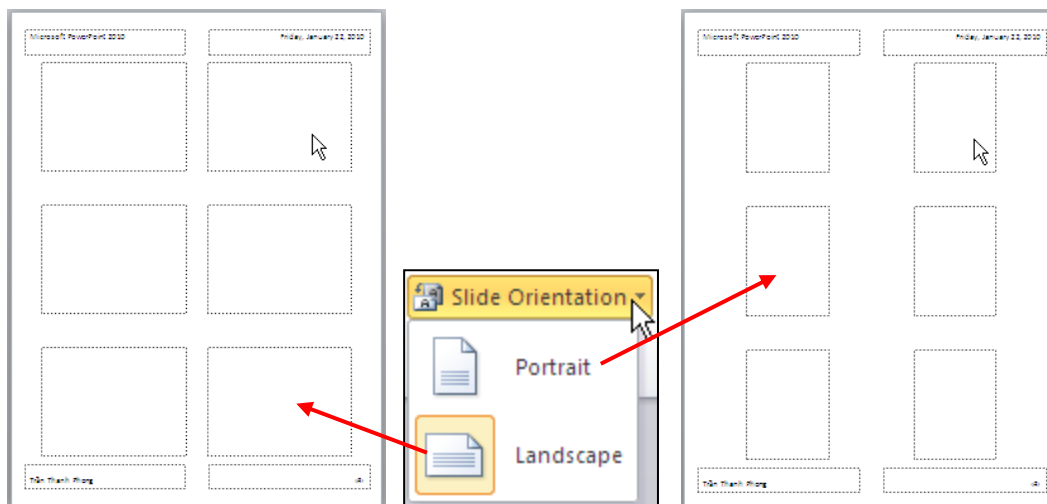 Microsoft PowerPoint 2010
Friday, January 22, 2010
Trần Thanh Phong
Slide Orientation
Portrait
Landscape
Microsoft PowerPoint 2010
Friday, January 22, 2010
Trần Thanh Phong